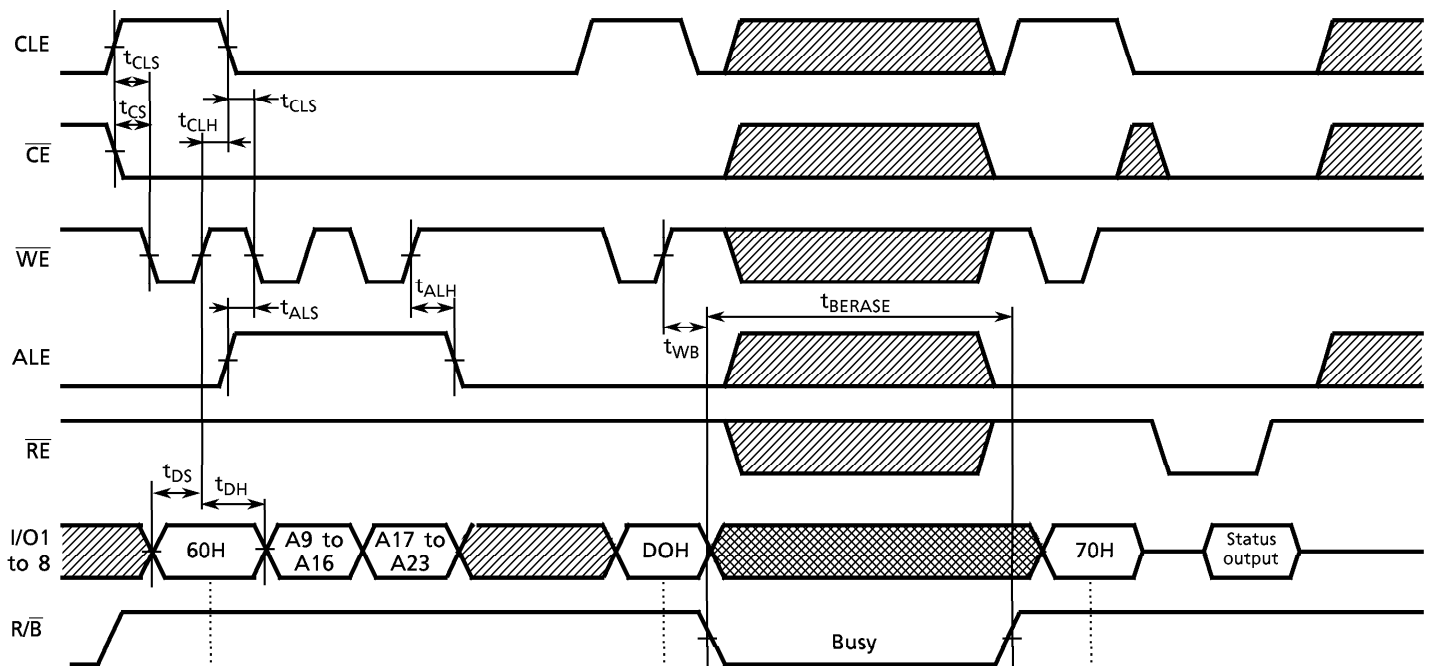 CLE
tCLS
tCS
tCLH
tCLS
CE
WE
tALS
tALH
tBERASE
tWB
ALE
RE
tDS
tDH
I/O1
to 8
60H
A9 to
A16
A17 to
A23
DOH
70H
Status
output
R/B
Busy